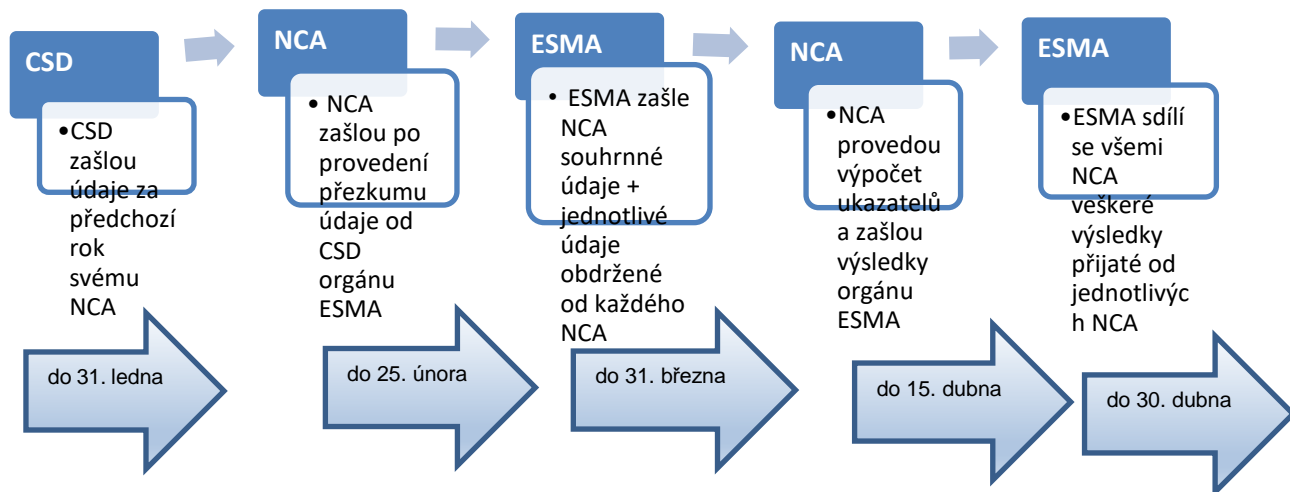 CSD
•CSD
zašlou
údaje za
předchozí
rok
svému
NCA
do 31. ledna
NCA
• NCA
zašlou po
provedení
přezkumu
údaje od
CSD
orgánu
ESMA
do 25. února
ESMA
• ESMA zašle
NCA
souhrnné
údaje +
jednotlivé
údaje
obdržené
od každého
NCA
do 31. března
NCA
•NCA
provedou
výpočet
ukazatelů
a zašlou
výsledky
orgánu
ESMA
do 15. dubna
ESMA
•ESMA sdílí
se všemi
NCA
veškeré
výsledky
přijaté od
jednotlivýc
h NCA
do 30. dubna